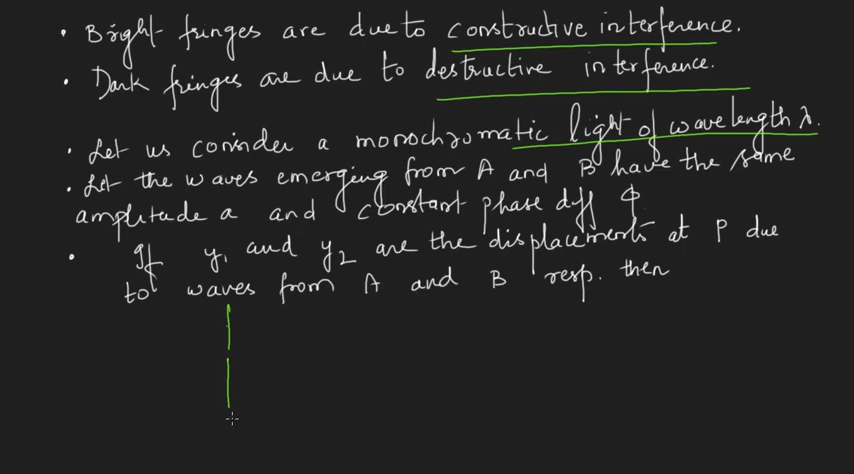 • Bright fringes are due to constructive interference.
• Dark fringes are due to destructive interference.
• Let us consider a monochromatic light of wavelength λ.
• Let the waves emerging from A and B have the same
amplitude a and constant phase diff ϕ
• If y₁ and y₂ are the displacements at P due
to waves from A and B resp. then